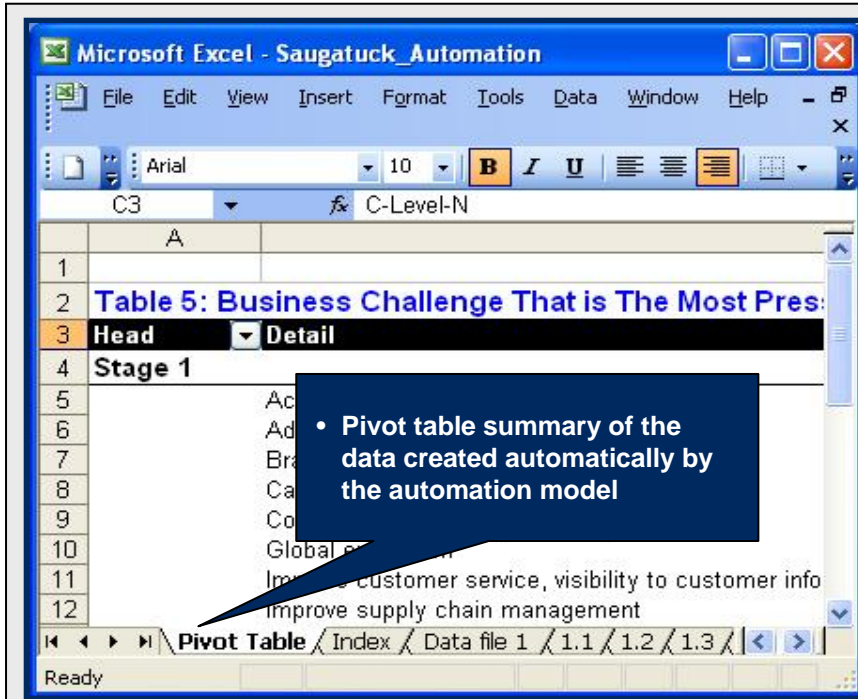 Microsoft Excel - Saugatuck_Automation
File Edit View Insert Format Tools Data Window Help
Arial 10 B I U
C3 fx C-Level-N
A
1
2 Table 5: Business Challenge That is The Most Pres
3 Head Detail
4 Stage 1
5 Ac
6 Ad
7 Bra
8 Ca
9 Co
10 Global
11 customer service, visibility to customer info
12 Improve supply chain management
• Pivot table summary of the
data created automatically by
the automation model
Pivot Table / Index / Data file 1 / 1.1 / 1.2 / 1.3 /
Ready